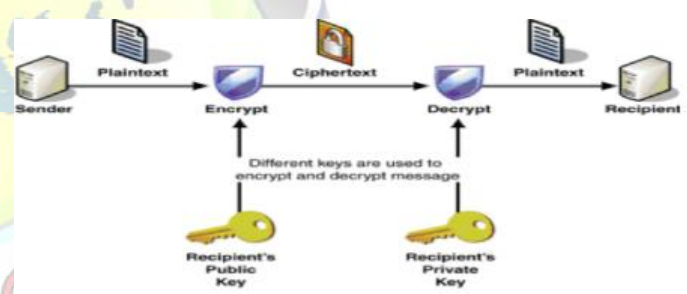 Plaintext
Ciphertext
Plaintext
Sender
Encrypt
Decrypt
Recipient
Different keys are used to
encrypt and decrypt message
Recipient's
Public
Key
Recipient's
Private
Key